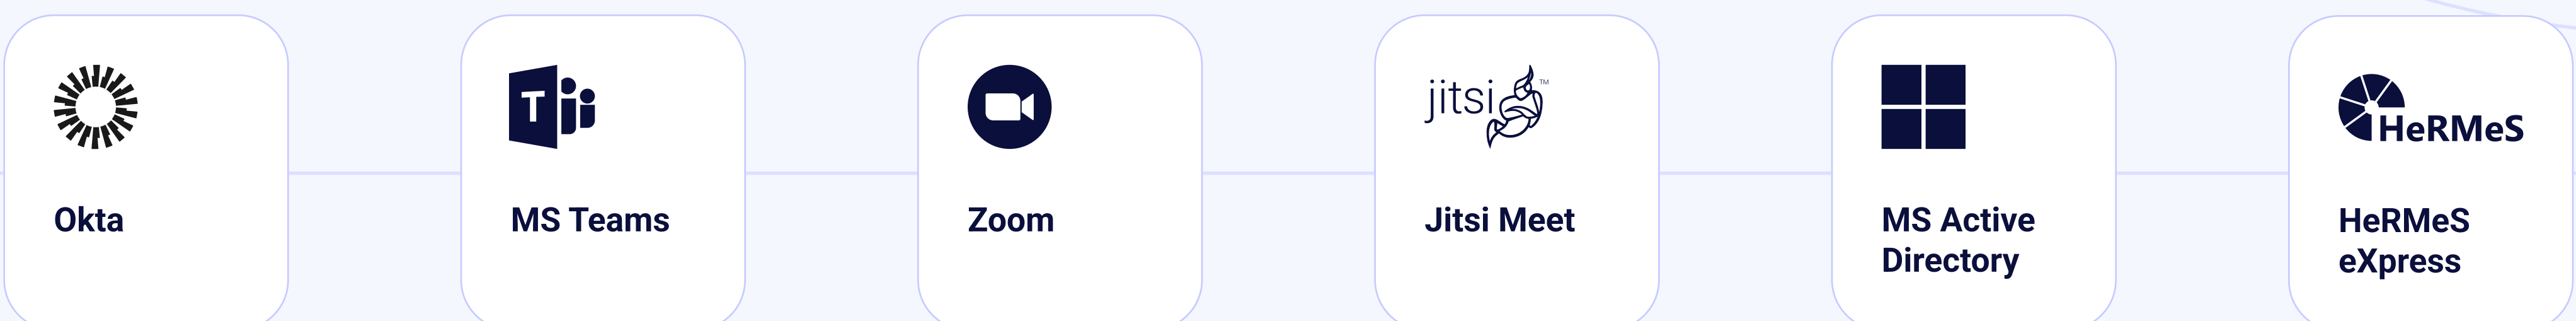 Okta
T
MS Teams
Zoom
jitsi TM
Jitsi Meet
MS Active
Directory
HeRMeS
HeRMeS
eXpress